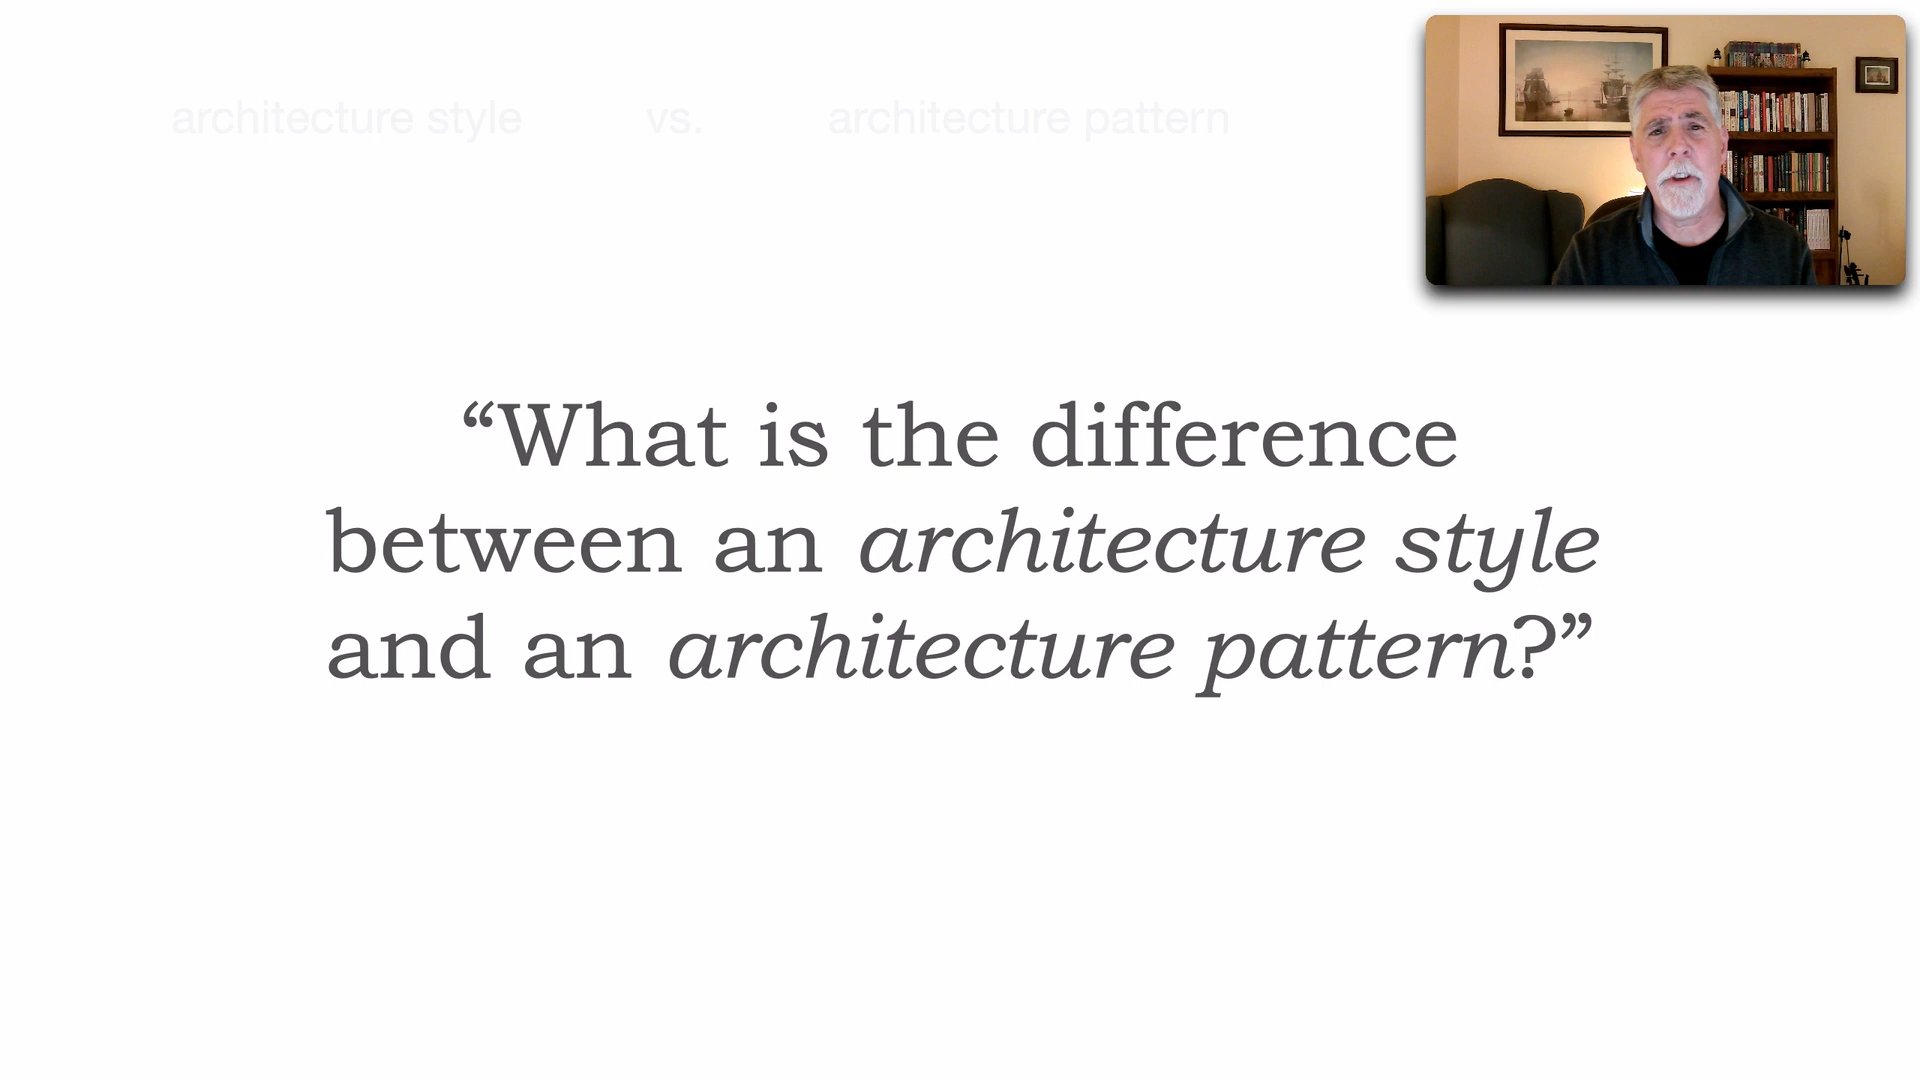 architecture style vs. architecture pattern
“What is the difference
between an architecture style
and an architecture pattern?”